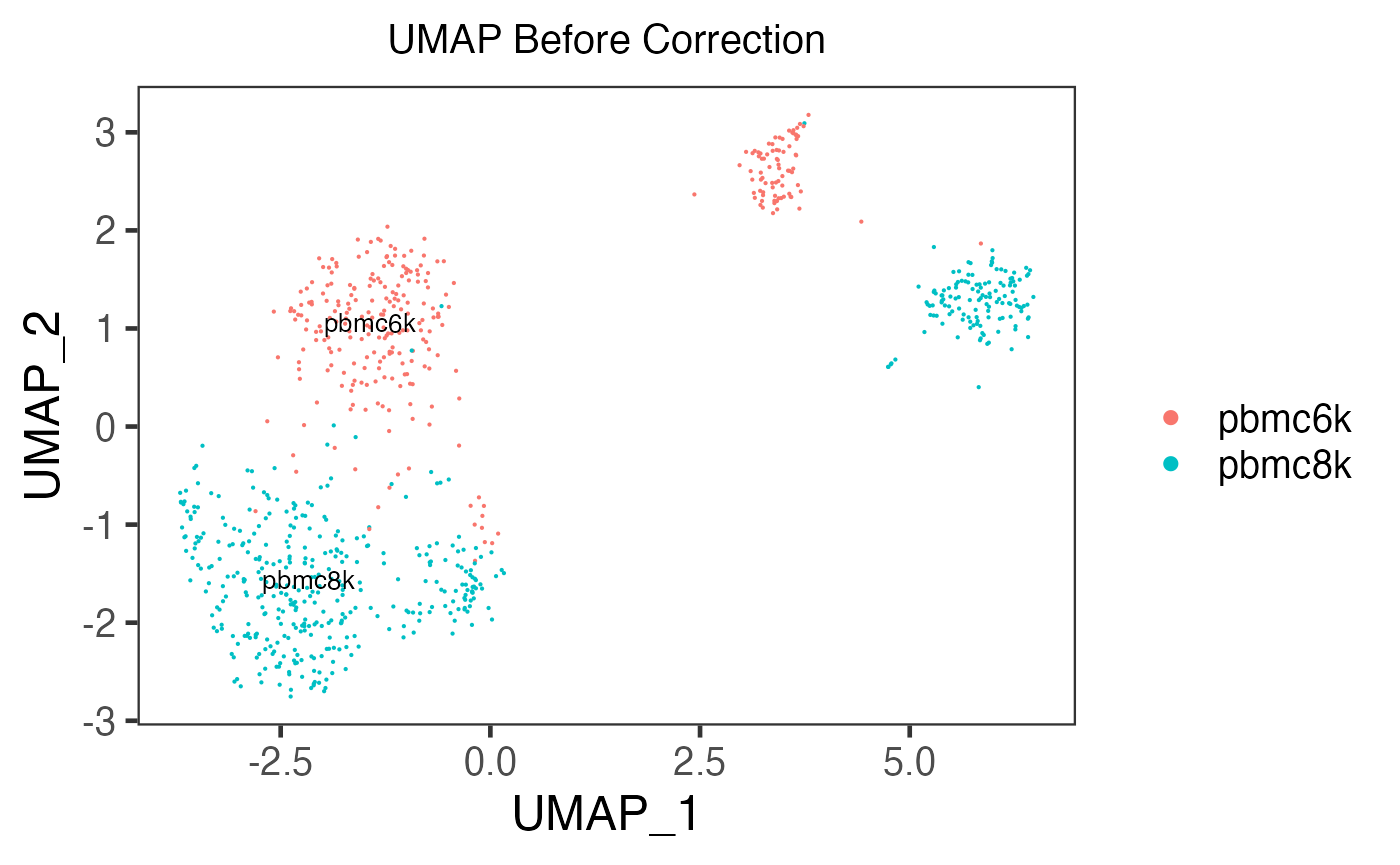 UMAP Before Correction
UMAP_2
3
2
1
0
-1
-2
-3
pbmc6k
pbmc8k
-2.5 0.0 2.5 5.0
UMAP_1
pbmc6k
pbmc8k